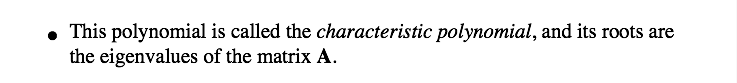 • This polynomial is called the characteristic polynomial, and its roots are
the eigenvalues of the matrix A.